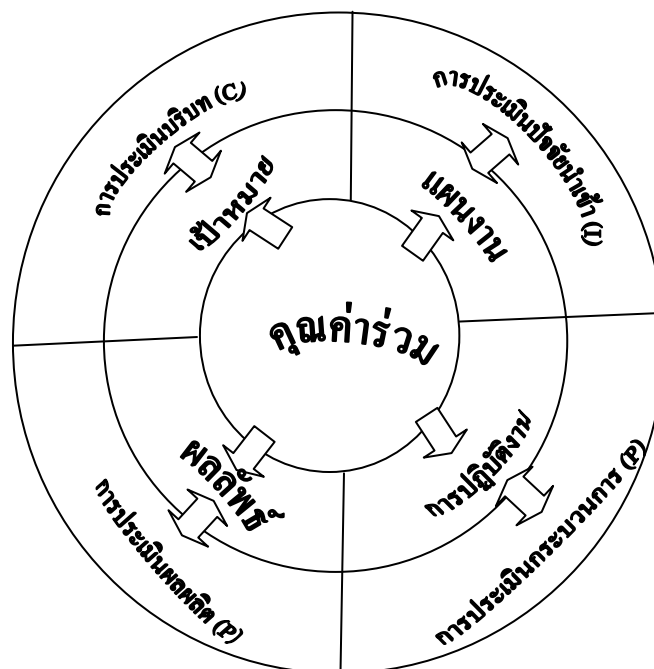 การประเมินบริบท (C)
การประเมินปัจจัยนำเข้า (I)
เป้าหมาย
แผนงาน
คุณค่าร่วม
ผลลัพธ์
การปฏิบัติงาน
การประเมินผลผลิต (P)
การประเมินกระบวนการ (P)